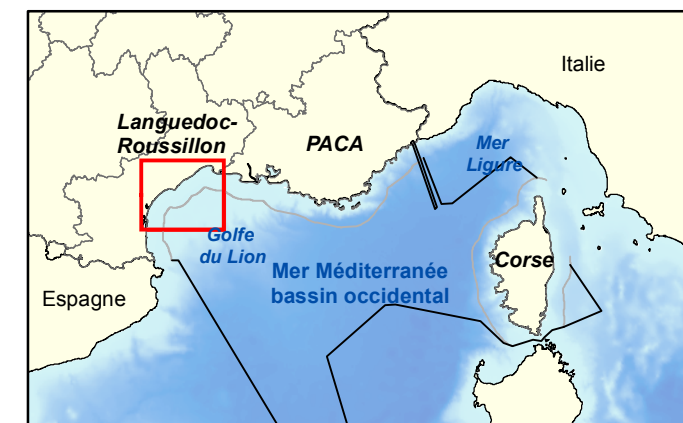 Italie
Languedoc-
Roussillon
PACA
Mer
Ligure
Golfe
du Lion
Mer Méditerranée
bassin occidental
Corse
Espagne